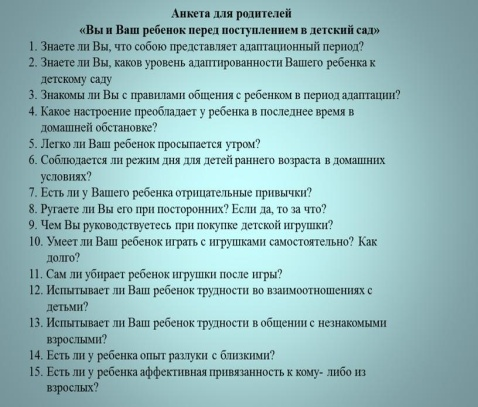 Анкета для родителей
«Вы и Ваш ребенок перед поступлением в детский сад»
1. Знаете ли Вы, что собою представляет адаптационный период?
2. Знаете ли Вы, каков уровень адаптированности Вашего ребенка к
детскому саду
3. Знакомы ли Вы с правилами общения с ребенком в период адаптации?
4. Какое настроение преобладает у ребенка в последнее время в
домашней обстановке?
5. Легко ли Ваш ребенок просыпается утром?
6. Соблюдается ли режим дня для детей раннего возраста в домашних
условиях?
7. Есть ли у Вашего ребенка отрицательные привычки?
8. Ругаете ли Вы его при посторонних? Если да, то за что?
9. Чем Вы руководствуетесь при покупке детской игрушки?
10. Умеет ли Ваш ребенок играть с игрушками самостоятельно? Как
долго?
11. Сам ли убирает ребенок игрушки после игры?
12. Испытывает ли Ваш ребенок трудности во взаимоотношениях с
детьми?
13. Испытывает ли Ваш ребенок трудности в общении с незнакомыми
взрослыми?
14. Есть ли у ребенка опыт разлуки с близкими?
15. Есть ли у ребенка аффективная привязанность к кому- либо из
взрослых?